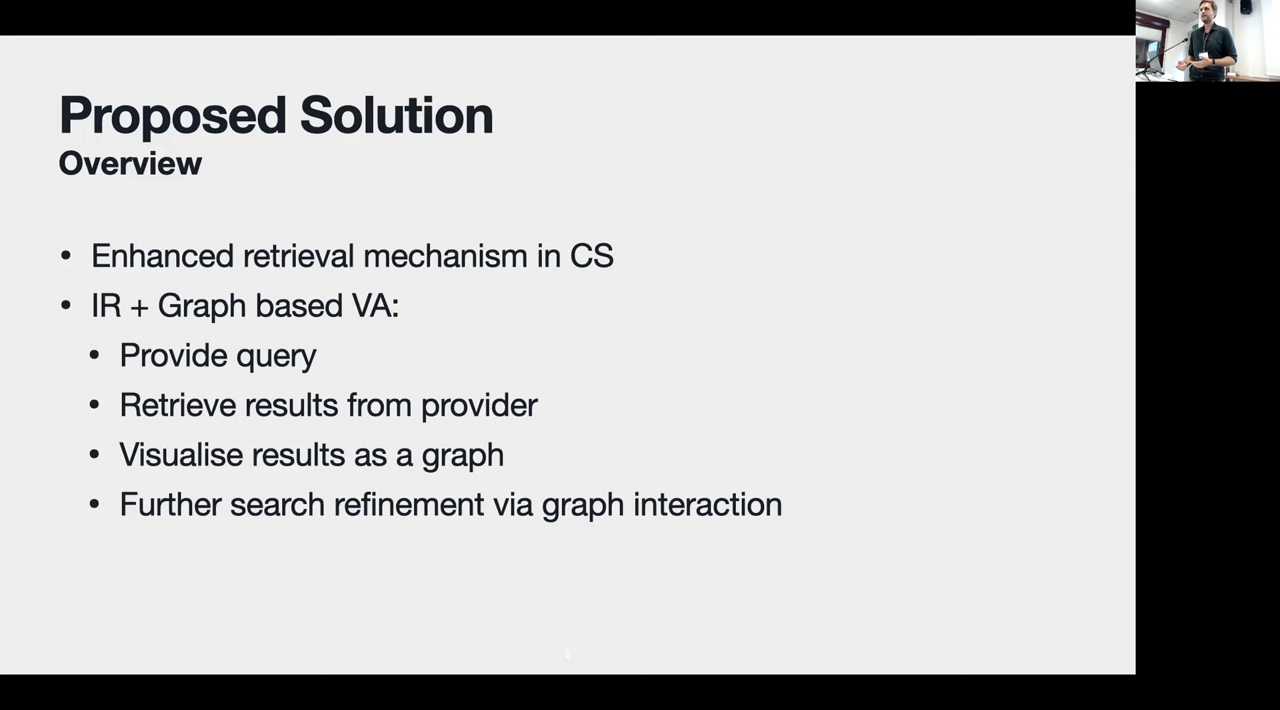 Proposed Solution
Overview
• Enhanced retrieval mechanism in CS
• IR + Graph based VA:
• Provide query
• Retrieve results from provider
• Visualise results as a graph
• Further search refinement via graph interaction
6